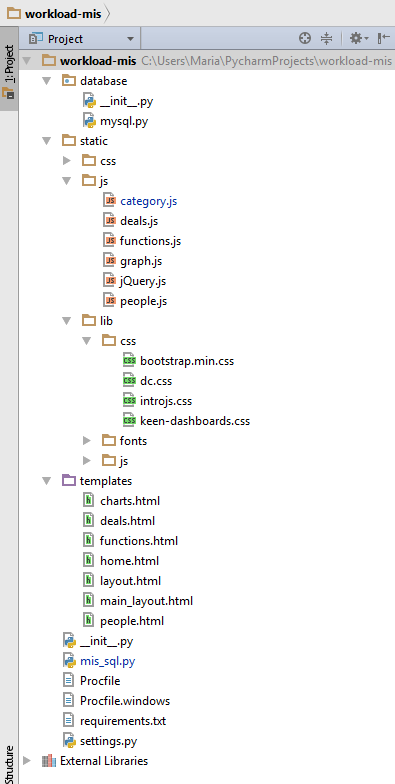 workload-mis
Project
1: Project
workload-mis C:\Users\Maria\PycharmProjects\workload-mis
database
__init__.py
mysql.py
static
css
js
category.js
deals.js
functions.js
graph.js
jQuery.js
people.js
lib
css
bootstrap.min.css
dc.css
introjs.css
keen-dashboards.css
fonts
js
templates
charts.html
deals.html
functions.html
home.html
layout.html
main_layout.html
people.html
__init__.py
mis_sql.py
Procfile
Procfile.windows
requirements.txt
settings.py
External Libraries
Structure